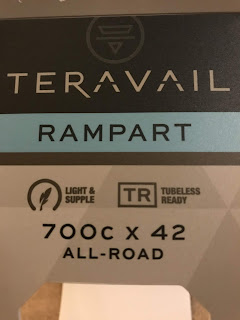 TERAVAIL
RAMPART
LIGHT &
SUPPLE
TR
TUBELESS
READY
700c x 42
ALL-ROAD